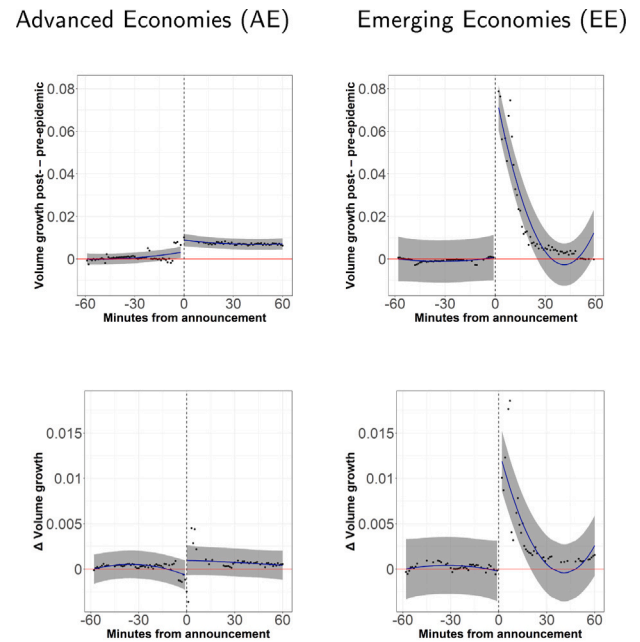 Advanced Economies (AE)
Emerging Economies (EE)
Volume growth post- – pre-epidemic
0.08
0.06
0.04
0.02
0
-60 -30 0 30 60
Minutes from announcement
Volume growth post- – pre-epidemic
0.08
0.06
0.04
0.02
0
-60 -30 0 30 60
Minutes from announcement
Δ Volume growth
0.015
0.01
0.005
0
-60 -30 0 30 60
Minutes from announcement
Δ Volume growth
0.015
0.01
0.005
0
-60 -30 0 30 60
Minutes from announcement